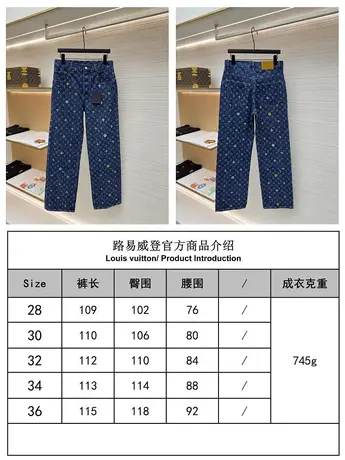 路易威登官方商品介绍
Louis vuitton/ Product Introduction
Size 裤长 臀围 腰围 / 成衣克重
28 109 102 76 /
30 110 106 80 /
32 112 110 84 / 745g
34 113 114 88 /
36 115 118 92 /